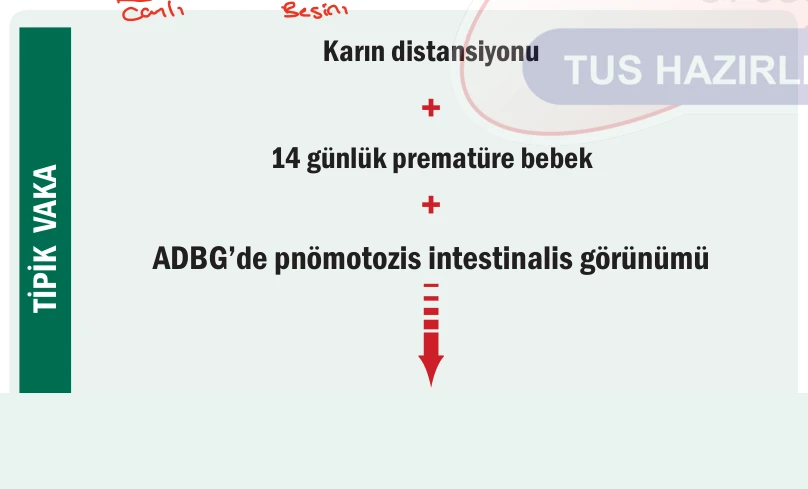 Canlı Besini
Karın distansiyonu
TUS HAZIRL
+
14 günlük prematüre bebek
+
ADBG'de pnömotozis intestinalis görünümü
TİPİK VAKA